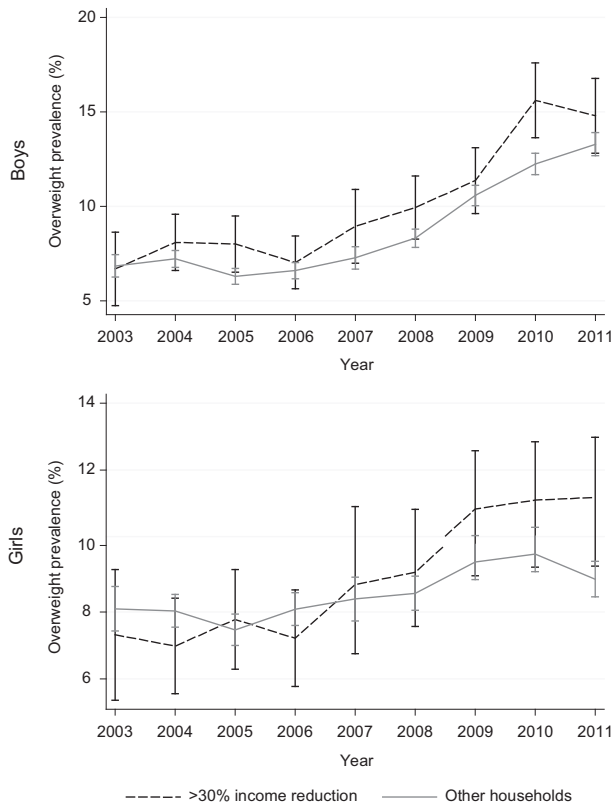 Boys
Overweight prevalence (%)
20
15
10
5
2003 2004 2005 2006 2007 2008 2009 2010 2011
Year
Girls
Overweight prevalence (%)
14
12
10
8
6
2003 2004 2005 2006 2007 2008 2009 2010 2011
Year
>30% income reduction Other households